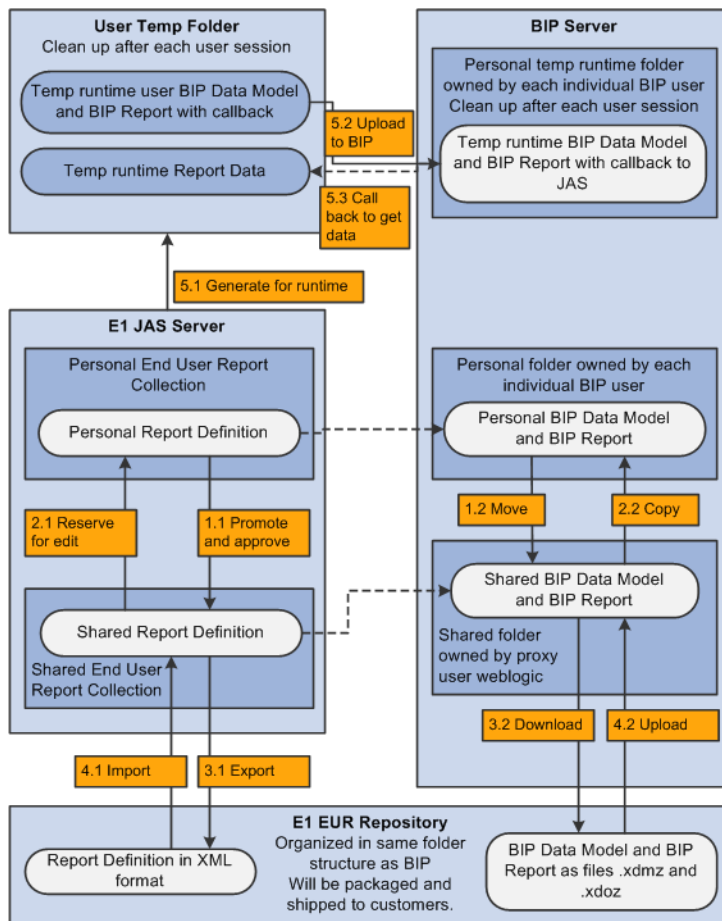 User Temp Folder
Clean up after each user session
Temp runtime user BIP Data Model
and BIP Report with callback
Temp runtime Report Data
5.2 Upload
to BIP
5.3 Call
back to get
data
BIP Server
Personal temp runtime folder
owned by each individual BIP user
Clean up after each user session
Temp runtime BIP Data Model
and BIP Report with callback to
JAS
5.1 Generate for runtime
E1 JAS Server
Personal End User Report
Collection
Personal Report Definition
2.1 Reserve
for edit
1.1 Promote
and approve
Shared Report Definition
Shared End User
Report Collection
Personal folder owned by each
individual BIP user
Personal BIP Data Model
and BIP Report
1.2 Move
2.2 Copy
Shared BIP Data Model
and BIP Report
Shared folder
owned by proxy
user weblogic
3.2 Download
4.2 Upload
4.1 Import
3.1 Export
E1 EUR Repository
Organized in same folder
structure as BIP
Will be packaged and
shipped to customers.
Report Definition in XML
format
BIP Data Model and BIP
Report as files .xdmz and
.xdoz